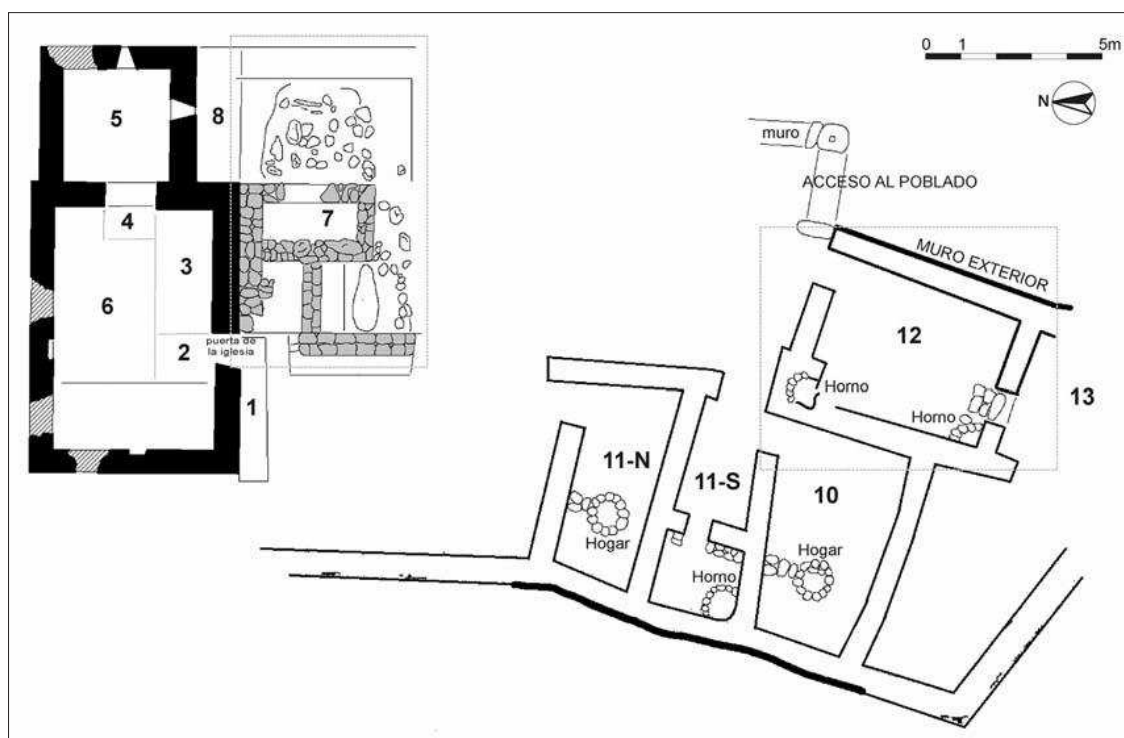 0 1 5m
N
muro
ACCESO AL POBLADO
MURO EXTERIOR
5
8
4
7
3
6
2
puerta de
la iglesia
1
12
Horno
Horno
13
11-N
11-S
10
Hogar
Horno
Hogar